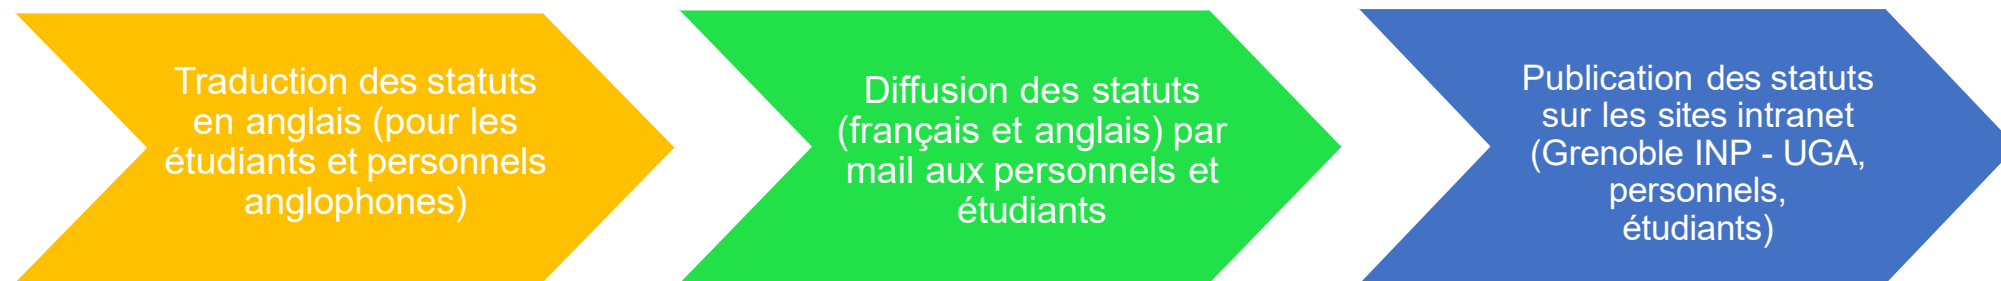 Traduction des statuts
en anglais (pour les
étudiants et personnels
anglophones)
Diffusion des statuts
(français et anglais) par
mail aux personnels et
étudiants
Publication des statuts
sur les sites intranet
(Grenoble INP - UGA,
personnels,
étudiants)